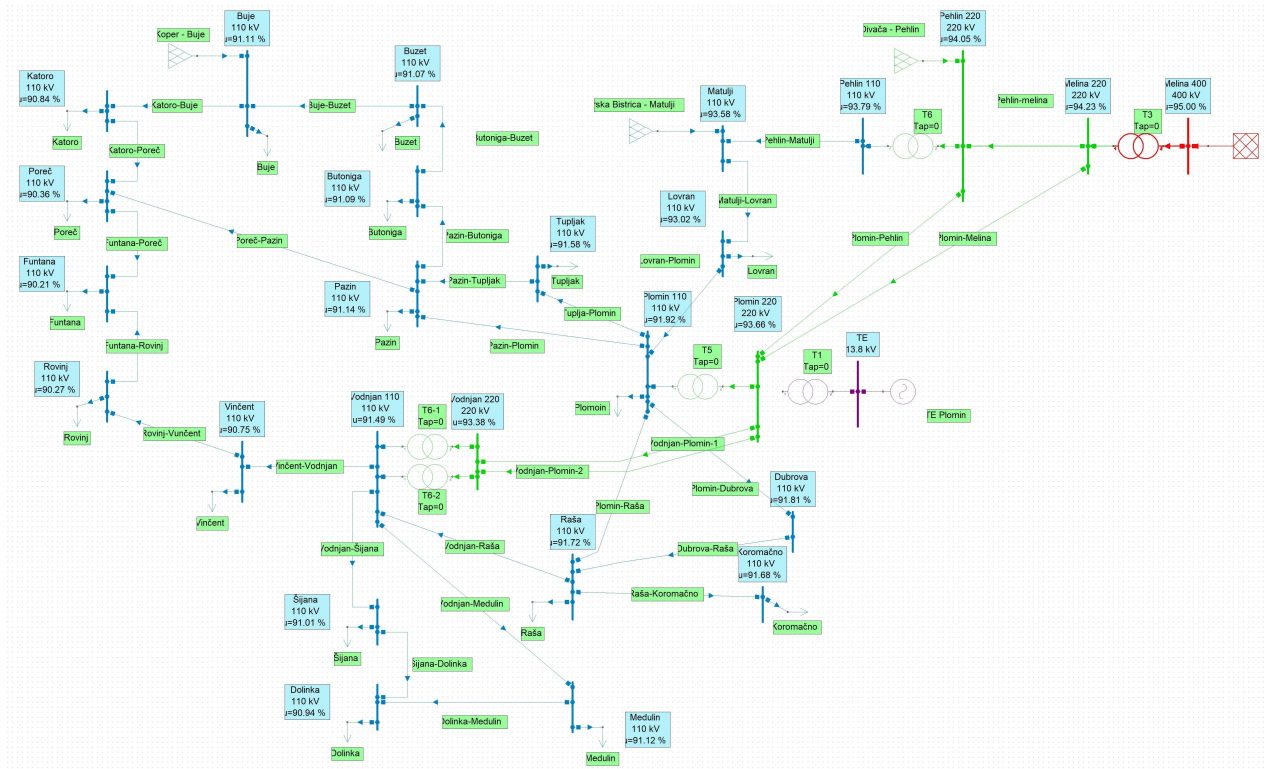 Buje
110 kV
u=91.11 %
Koper - Buje
Buzet
110 kV
u=91.07 %
Katoro
110 kV
u=90.84 %
Katoro-Buje
Buje-Buzet
Katoro
Buje
Buzet
Butoniga-Buzet
Katoro-Poreč
Divača - Pehlin
Pehlin 220
220 kV
u=94.05 %
Matulji
110 kV
u=93.58 %
Pehlin 110
110 kV
u=93.79 %
T6
Tap=0
Pehlin-melina
Melina 220
220 kV
u=94.23 %
Melina 400
400 kV
u=95.00 %
T3
Tap=0
rska Bistrica - Matulji
Pehlin-Matulji
Poreč
110 kV
u=90.36 %
Poreč
Butoniga
110 kV
u=91.09 %
Butoniga
Pazin-Butoniga
Poreč-Pazin
Funtana-Poreč
Lovran
110 kV
u=93.02 %
Matulji-Lovran
Tupljak
110 kV
u=91.58 %
Lovran-Plomin
Lovran
Plomin-Pehlin
Plomin-Melina
Funtana
110 kV
u=90.21 %
Funtana
Pazin
110 kV
u=91.14 %
Pazin
Pazin-Tupljak
Tupljak
Tuplja-Plomin
Pazin-Plomin
Plomin 110
110 kV
u=91.92 %
Plomin 220
220 kV
u=93.66 %
Funtana-Rovinj
T5
Tap=0
T1
Tap=0
TE
13.8 kV
TE Plomin
Rovinj
110 kV
u=90.27 %
Rovinj
Rovinj-Vunčent
Vinčent
110 kV
u=90.75 %
Vinčent
Vinčent-Vodnjan
Vodnjan 110
110 kV
u=91.49 %
T6-1
Tap=0
Vodnjan 220
220 kV
u=93.38 %
T6-2
Tap=0
Plomoin
Vodnjan-Plomin-1
Vodnjan-Plomin-2
Plomin-Dubrova
Dubrova
110 kV
u=91.81 %
Plomin-Raša
Raša
110 kV
u=91.72 %
Vodnjan-Šijana
Vodnjan-Raša
Dubrova-Raša
Koromačno
110 kV
u=91.68 %
Raša-Koromačno
Koromačno
Raša
Vodnjan-Medulin
Šijana
110 kV
u=91.01 %
Šijana
Šijana-Dolinka
Dolinka
110 kV
u=90.94 %
Dolinka
Dolinka-Medulin
Medulin
110 kV
u=91.12 %
Medulin